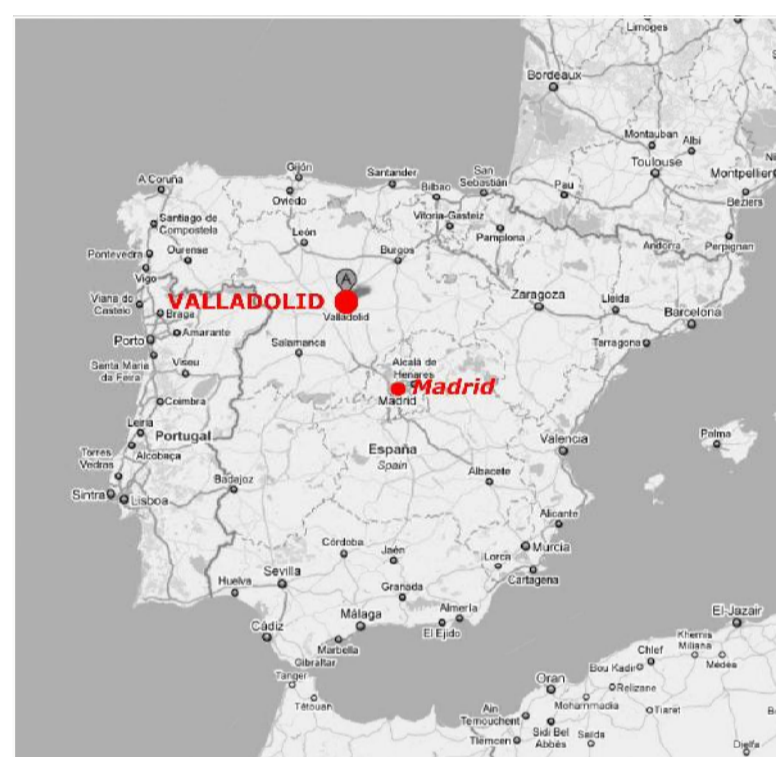 Limoges
Bordeaux
Montauban
Albi
Toulouse
Montpellier
Béziers
Gijón
Santander
San
Sebastián
Pau
A Coruña
Oviedo
Bilbao
Santiago de
Compostela
León
Vitoria-Gasteiz
Pamplona
Pontevedra
Ourense
Burgos
Andorra
Perpignan
Vigo
A
Viana do
Castelo
VALLADOLID
Zaragoza
Lleida
Braga
Valladolid
Barcelona
Porto
Amarante
Salamanca
Tarragona
Santa Maria
da Feira
Viseu
Alcalá de
Henares
Madrid
Madrid
Coimbra
Leiria
Portugal
Valencia
Palma
Torres
Vedras
Alcobaça
España
Spain
Badajoz
Albacete
Sintra
Lisboa
Alicante
Córdoba
Jaén
Lorca
Murcia
Huelva
Sevilla
Cartagena
Granada
Cádiz
Málaga
Almería
El Ejido
El-Jazair
Marbella
Khemis
Miliana
Gibraltar
Chlef
Médéa
Tanger
Oran
Bou Kadir
Relizane
Tétouan
Mohammadia
Tiaret
Ain
Temouchent
Sidi Bel
Abbès
Saïda
Tlemcen
Djelfa